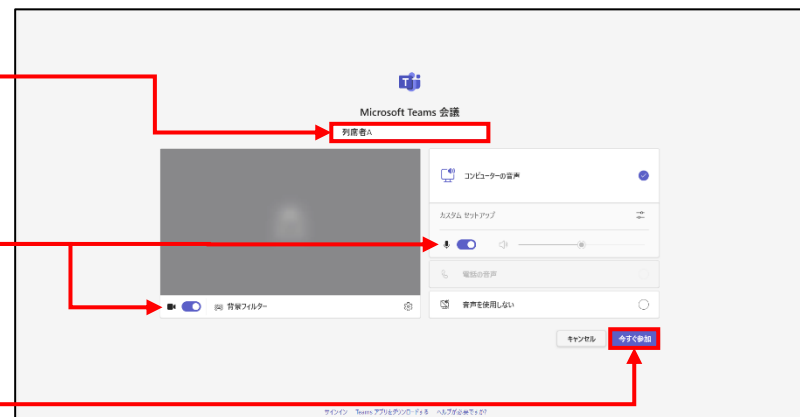 Microsoft Teams 会議
列席者A
コンピューターの音声
カスタム セットアップ
電話の音声
背景フィルター
音声を使用しない
キャンセル
今すぐ参加
サインイン Teams アプリをダウンロードする ヘルプが必要ですか?